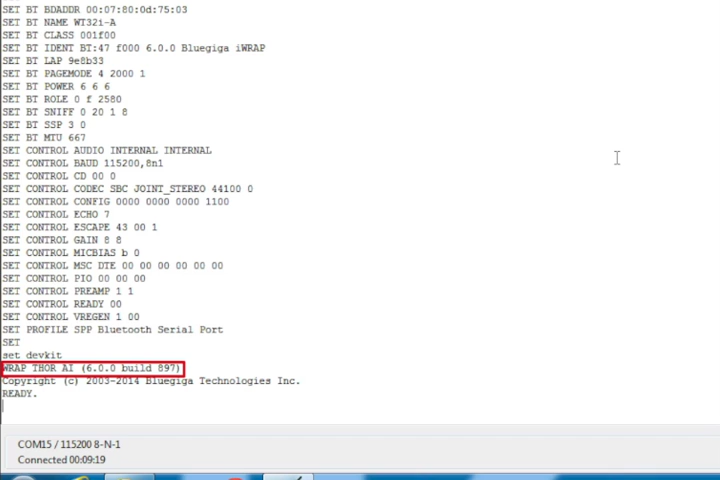 SET BT BDADDR 00:07:80:0d:75:03
SET BT NAME WT32i-A
SET BT CLASS 001f00
SET BT IDENT BT:47 f000 6.0.0 Bluegiga iWRAP
SET BT LAP 9e8b33
SET BT PAGEMODE 4 2000 1
SET BT POWER 6 6 6
SET BT ROLE 0 f 2580
SET BT SNIFF 0 20 1 8
SET BT SSP 3 0
SET BT MTU 667
SET CONTROL AUDIO INTERNAL INTERNAL
SET CONTROL BAUD 115200,8n1
SET CONTROL CD 00 0
SET CONTROL CODEC SBC JOINT_STEREO 44100 0
SET CONTROL CONFIG 0000 0000 0000 1100
SET CONTROL ECHO 7
SET CONTROL ESCAPE 43 00 1
SET CONTROL GAIN 8 8
SET CONTROL MICBIAS b 0
SET CONTROL MSC DTE 00 00 00 00 00 00
SET CONTROL PIO 00 00 00
SET CONTROL PREAMP 1 1
SET CONTROL READY 00
SET CONTROL VREGEN 1 00
SET PROFILE SPP Bluetooth Serial Port
SET
set devkit
WRAP THOR AI (6.0.0 build 897)
Copyright (c) 2003-2014 Bluegiga Technologies Inc.
READY.
COM15 / 115200 8-N-1
Connected 00:09:19